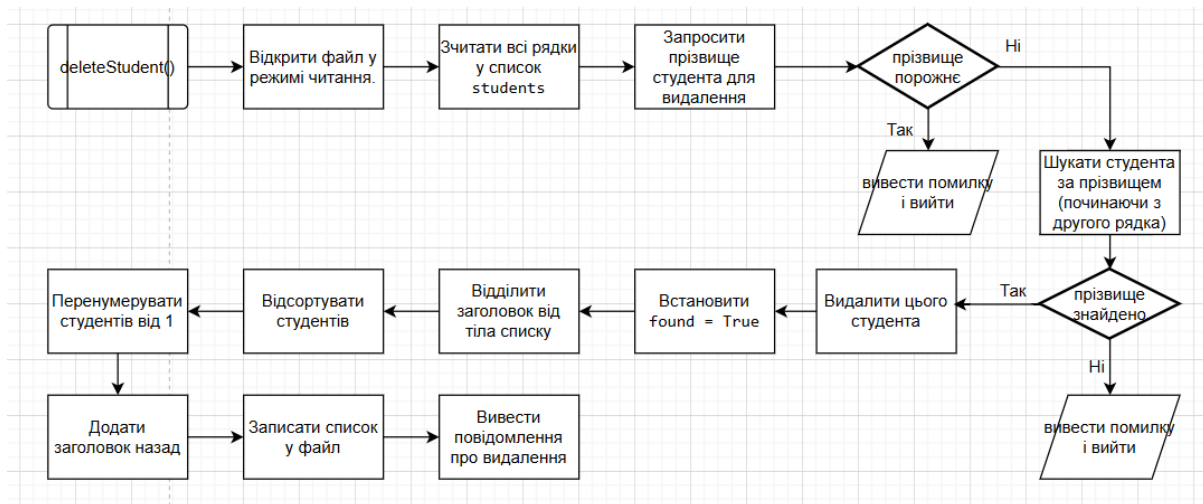 deleteStudent()
Відкрити файл у
режимі читання.
Зчитати всі рядки
у список
students
Запросити
прізвище
студента для
видалення
прізвище
порожнє
Ні
Так
вивести помилку
і вийти
Шукати студента
за прізвищем
(починаючи з
другого рядка)
прізвище
знайдено
Так
Видалити цього
студента
Встановити
found = True
Відділити
заголовок від
тіла списку
Відсортувати
студентів
Перенумерувати
студентів від 1
Ні
вивести помилку
і вийти
Додати
заголовок назад
Записати список
у файл
Вивести
повідомлення
про видалення